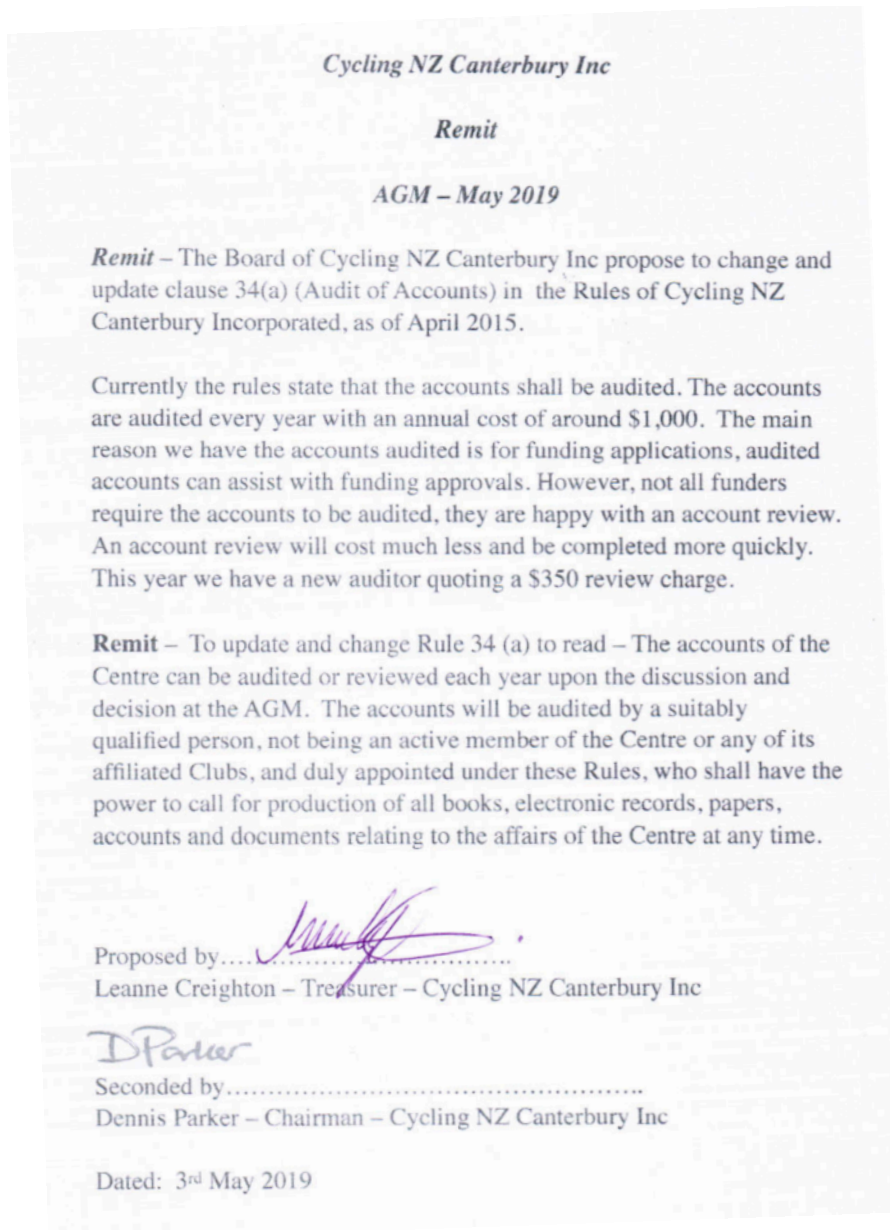 Cycling NZ Canterbury Inc
Remit
AGM – May 2019
Remit – The Board of Cycling NZ Canterbury Inc propose to change and
update clause 34(a) (Audit of Accounts) in the Rules of Cycling NZ
Canterbury Incorporated, as of April 2015.
Currently the rules state that the accounts shall be audited. The accounts
are audited every year with an annual cost of around $1,000. The main
reason we have the accounts audited is for funding applications, audited
accounts can assist with funding approvals. However, not all funders
require the accounts to be audited, they are happy with an account review.
An account review will cost much less and be completed more quickly.
This year we have a new auditor quoting a $350 review charge.
Remit – To update and change Rule 34 (a) to read – The accounts of the
Centre can be audited or reviewed each year upon the discussion and
decision at the AGM. The accounts will be audited by a suitably
qualified person, not being an active member of the Centre or any of its
affiliated Clubs, and duly appointed under these Rules, who shall have the
power to call for production of all books, electronic records, papers,
accounts and documents relating to the affairs of the Centre at any time.
Proposed by.......................................
Leanne Creighton – Treasurer – Cycling NZ Canterbury Inc
DParker
Seconded by.................................................
Dennis Parker – Chairman – Cycling NZ Canterbury Inc
Dated: 3rd May 2019